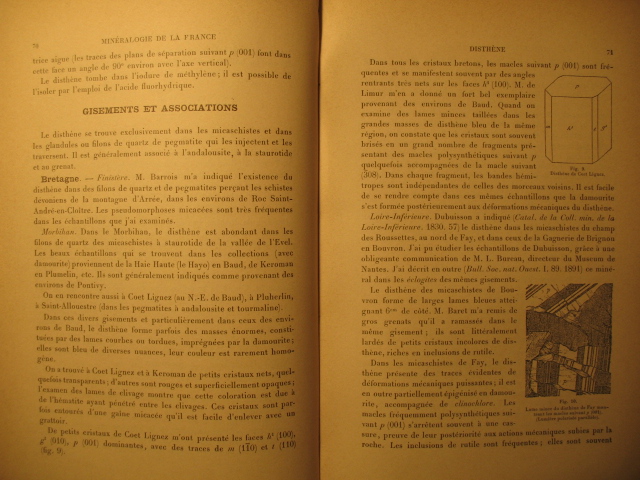 70
MINÉRALOGIE DE LA FRANCE
trice aigue (les traces des plans de séparation suivant p (001) font dans
cette face un angle de 90° environ avec l'axe vertical).
Le disthène tombe dans l'iodure de méthylène; il est possible de
l'isoler par l'emploi de l'acide fluorhydrique.
GISEMENTS ET ASSOCIATIONS
Le disthène se trouve exclusivement dans les micaschistes et dans
les glandules ou filons de quartz et de pegmatite qui les injectent et les
traversent. Il est généralement associé à l'andalousite, à la staurotide
et au grenat.
Bretagne. — Finistère. M. Barrois m'a indiqué l'existence du
disthène dans des filons de quartz et de pegmatites perçant les schistes
dévoniens de la montagne d'Arrée, dans les environs de Roc Saint-
André-en-Cloître. Les pseudomorphoses micacées sont très fréquentes
dans les échantillons que j'ai examinés.
Morbihan. Dans le Morbihan, le disthène est abondant dans les
filons de quartz des micaschistes à staurotide de la vallée de l'Evel.
Les beaux échantillons qui se trouvent dans les collections (avec
damourite) proviennent de la Haie Haute (le Hayo) en Baud, de Keroman
en Plumelin, etc. Ils sont généralement indiqués comme provenant des
environs de Pontivy.
On en rencontre aussi à Coet Lignez (au N.-E. de Baud), à Pluherlin,
à Saint-Allouestre (dans les pegmatites à andalousite et tourmaline).
Dans ces divers gisements et particulièrement dans ceux des envi-
rons de Baud, le disthène forme parfois des masses énormes, consti-
tuées par des lames courbes ou tordues, imprégnées par la damourite;
elles sont bleu de diverses nuances, leur couleur est rarement homo-
gène.
On a trouvé à Coet Lignez et à Keroman de petits cristaux nets, quel-
quefois transparents; d'autres sont rouges et superficiellement opaques;
l'examen des lames de clivage montre que cette coloration est due à
de l'hématite ayant pénétré entre les clivages. Ces cristaux sont par-
fois entourés d'une gaine micacée qu'il est facile d'enlever avec un
grattoir.
De petits cristaux de Coet Lignez m'ont présenté les faces h¹ (100),
g¹ (010), p (001) dominantes, avec des traces de m (110) et t (110)
(fig. 9).
DISTHÈNE
71
Dans tous les cristaux bretons, les macles suivant p (001) sont fré-
quentes et se manifestent souvent par des angles
rentrants très nets sur les faces h¹ (100). M. de
Limur m'en a donné un fort bel exemplaire
provenant des environs de Baud. Quand on
examine des lames minces taillées dans les
grandes masses de disthène bleu de la même
région, on constate que les cristaux sont souvent
brisés en un grand nombre de fragments pré-
sentant des macles polysynthétiques suivant p
quelquefois accompagnées de la macle suivant
(308). Dans chaque fragment, les bandes hémi-
tropes sont indépendantes de celles des morceaux voisins. Il est facile
de se rendre compte dans ces mêmes échantillons que la damourite
s'est formée postérieurement aux déformations mécaniques du disthène.
p
h¹
Fig. 9.
Disthène de Coet Lignez.
Loire-Inférieure. Dubuisson a indiqué (Catal. de la Coll. min. de la
Loire-Inférieure. 1830. 57) le disthène dans les micaschistes du champ
des Roussettes, au nord de Fay, et dans ceux de la Gagnerie de Brignou
en Bouvron. J'ai pu étudier les échantillons de Dubuisson, grâce à une
obligeante communication de M. L. Bureau, directeur du Muséum de
Nantes. J'ai décrit en outre (Bull. Soc. nat. Ouest. I. 89. 1891) ce miné-
ral dans les eclogites des mêmes gisements.
Le disthène des micaschistes de Bou-
vron forme de larges lames bleues attei-
gnant 6cm de côté. M. Baret m'a remis de
gros grenats qu'il a ramassés dans le
même gisement; ils sont littéralement
lardés de petits cristaux incolores de dis-
thène, riches en inclusions de rutile.
Dans les micaschistes de Fay, le dis-
thène présente des traces évidentes de
déformations mécaniques puissantes; il est
en outre partiellement épigénisé en damou-
rite, accompagnée de clinochlore. Les
macles fréquemment polysynthétiques sui-
vant p (001) s'arrêtent souvent à une cas-
sure, preuve de leur postériorité aux actions mécaniques subies par la
roche. Les inclusions de rutile sont fréquentes; elles sont souvent
Fig. 10.
Lame mince de disthène de Fay mon-
trant les macles suivant p (001).
(Lumière polarisée parallèle.)